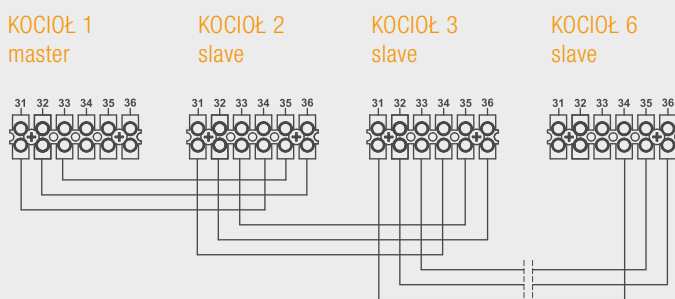 KOCIOŁ 1
master
KOCIOŁ 2
slave
KOCIOŁ 3
slave
KOCIOŁ 6
slave
31 32 33 34 35 36
31 32 33 34 35 36
31 32 33 34 35 36
31 32 33 34 35 36